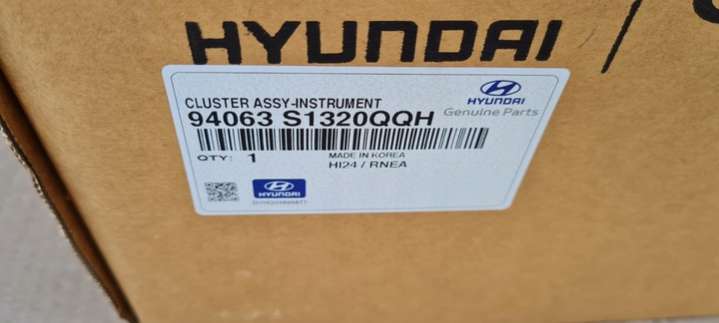 HYUNDAI /
CLUSTER ASSY-INSTRUMENT
94063 S1320QQH
HYUNDAI
Genuine Parts
QTY: 1
MADE IN KOREA
HI24 / RNEA
HYUNDAI